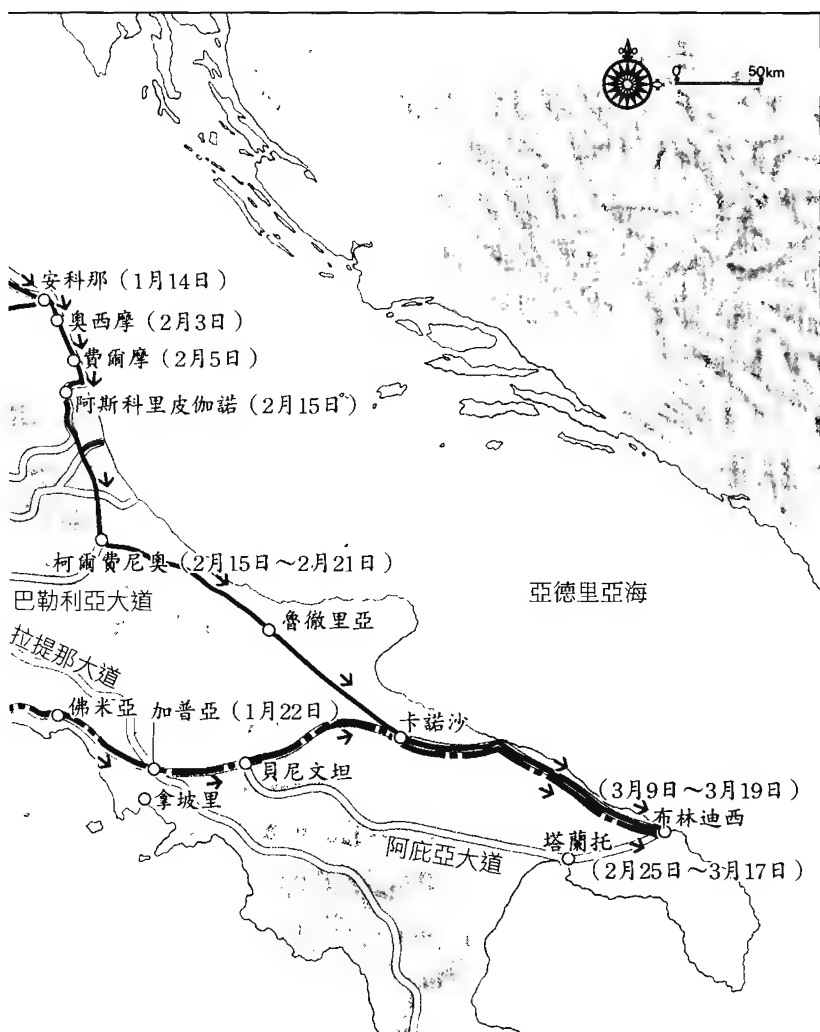 0 50km
安科那（1月14日）
奧西摩（2月3日）
費爾摩（2月5日）
阿斯科里皮伽諾（2月15日）
柯爾費尼奧（2月15日～2月21日）
巴勒利亞大道
亞德里亞海
魯徹里亞
拉提那大道
佛米亞
加普亞（1月22日）
卡諾沙
貝尼文坦
拿坡里
（3月9日～3月19日）
布林迪西
塔蘭托
阿庇亞大道
（2月25日～3月17日）